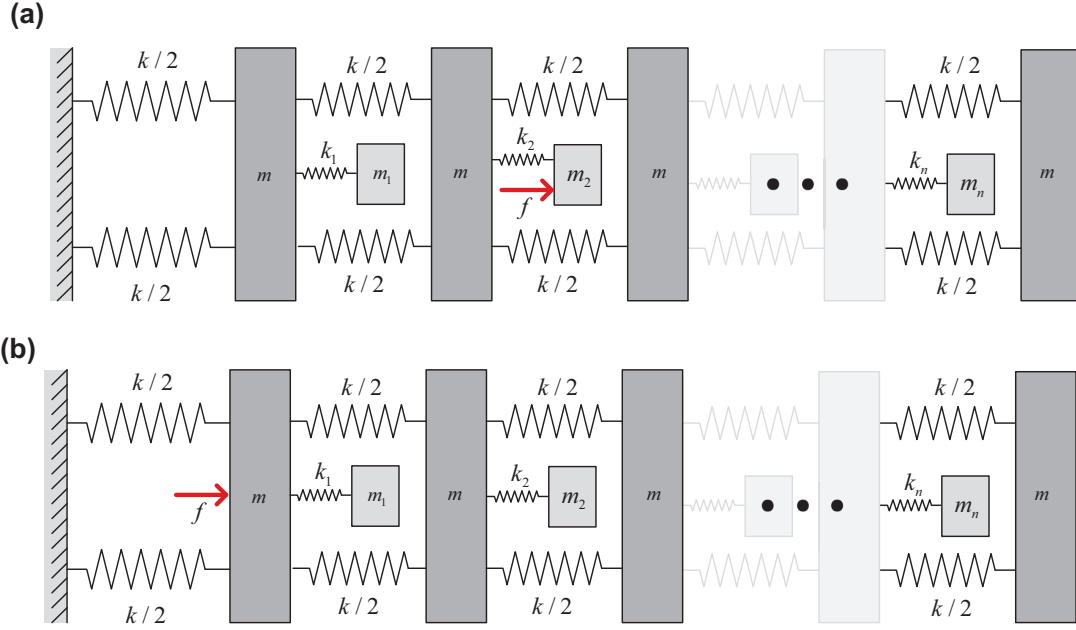 (a)
k / 2 k / 2 k / 2 k / 2
k₁ k₂ kₙ
m m₁ m m₂ m mₙ m
f
k / 2 k / 2 k / 2 k / 2
(b)
k / 2 k / 2 k / 2 k / 2
k₁ k₂ kₙ
m m₁ m m₂ m mₙ m
f
k / 2 k / 2 k / 2 k / 2